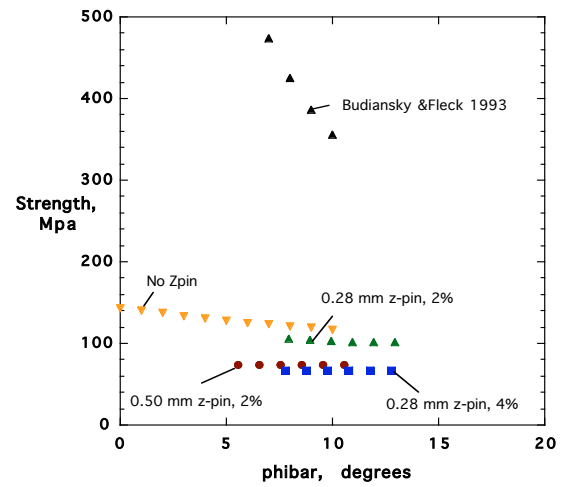 500
400
Budiansky &Fleck 1993
300
Strength,
Mpa
200
No Zpin
0.28 mm z-pin, 2%
100
0.50 mm z-pin, 2%
0.28 mm z-pin, 4%
0
0 5 10 15 20
phibar, degrees